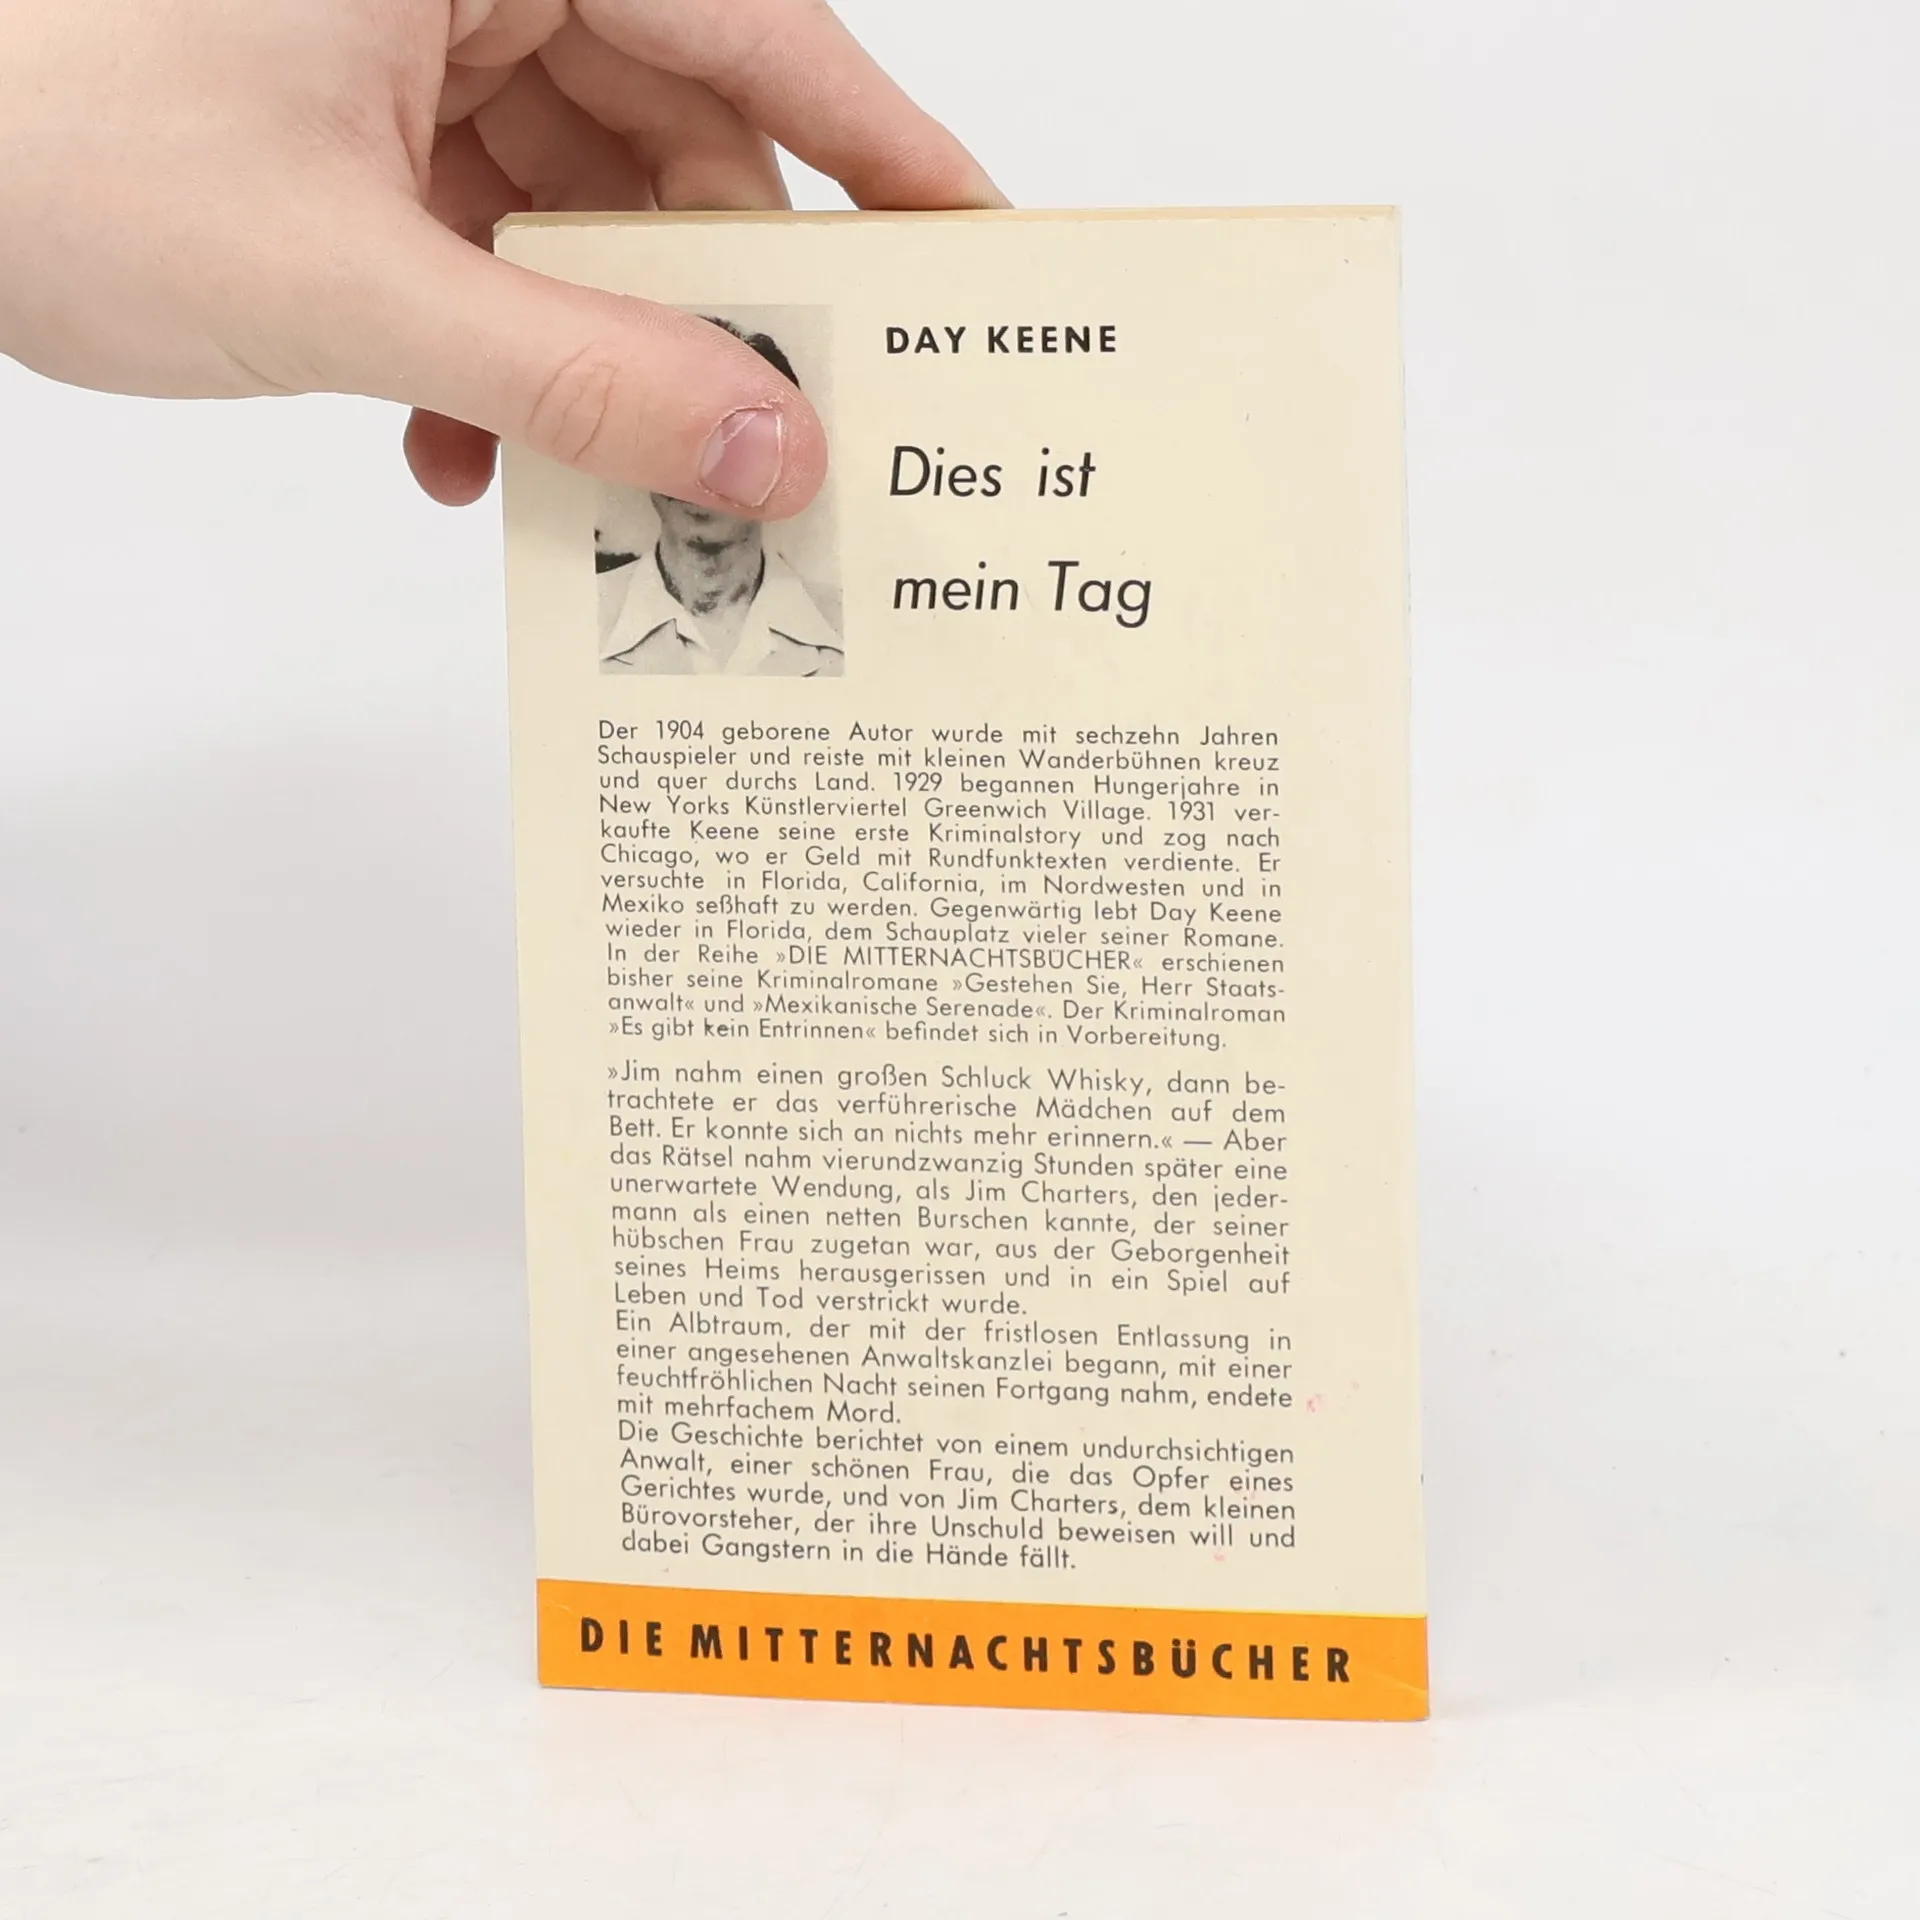 DAY KEENE
Dies ist
mein Tag
Der 1904 geborene Autor wurde mit sechzehn Jahren
Schauspieler und reiste mit kleinen Wanderbühnen kreuz
und quer durchs Land. 1929 begannen Hungerjahre in
New Yorks Künstlerviertel Greenwich Village. 1931 ver-
kaufte Keene seine erste Kriminalstory und zog nach
Chicago, wo er Geld mit Rundfunktexten verdiente. Er
versuchte in Florida, California, im Nordwesten und in
Mexiko seßhaft zu werden. Gegenwärtig lebt Day Keene
wieder in Florida, dem Schauplatz vieler seiner Romane.
In der Reihe »DIE MITTERNACHTSBÜCHER« erschienen
bisher seine Kriminalromane »Gestehen Sie, Herr Staats-
anwalt« und »Mexikanische Serenade«. Der Kriminalroman
»Es gibt kein Entrinnen« befindet sich in Vorbereitung.
»Jim nahm einen großen Schluck Whisky, dann be-
trachtete er das verführerische Mädchen auf dem
Bett. Er konnte sich an nichts mehr erinnern.« — Aber
das Rätsel nahm vierundzwanzig Stunden später eine
unerwartete Wendung, als Jim Charters, den jeder-
mann als einen netten Burschen kannte, der seiner
hübschen Frau zugetan war, aus der Geborgenheit
seines Heims herausgerissen und in ein Spiel auf
Leben und Tod verstrickt wurde.
Ein Albtraum, der mit der fristlosen Entlassung in
einer angesehenen Anwaltskanzlei begann, mit einer
feuchtfröhlichen Nacht seinen Fortgang nahm, endete
mit mehrfachem Mord.
Die Geschichte berichtet von einem undurchsichtigen
Anwalt, einer schönen Frau, die das Opfer eines
Gerichtes wurde, und von Jim Charters, dem kleinen
Bürovorsteher, der ihre Unschuld beweisen will und
dabei Gangstern in die Hände fällt.
DIE MITTERNACHTSBÜCHER